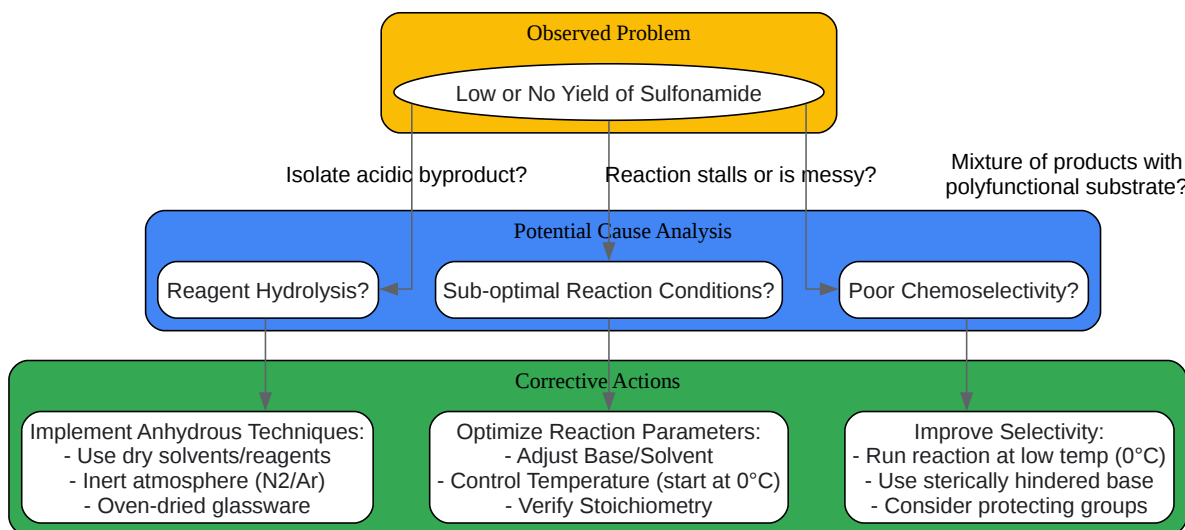 Observed Problem
Low or No Yield of Sulfonamide
Isolate acidic byproduct?
Reaction stalls or is messy?
Mixture of products with
polyfunctional substrate?
Potential Cause Analysis
Reagent Hydrolysis?
Sub-optimal Reaction Conditions?
Poor Chemoselectivity?
Corrective Actions
Implement Anhydrous Techniques:
- Use dry solvents/reagents
- Inert atmosphere (N2/Ar)
- Oven-dried glassware
Optimize Reaction Parameters:
- Adjust Base/Solvent
- Control Temperature (start at 0°C)
- Verify Stoichiometry
Improve Selectivity:
- Run reaction at low temp (0°C)
- Use sterically hindered base
- Consider protecting groups